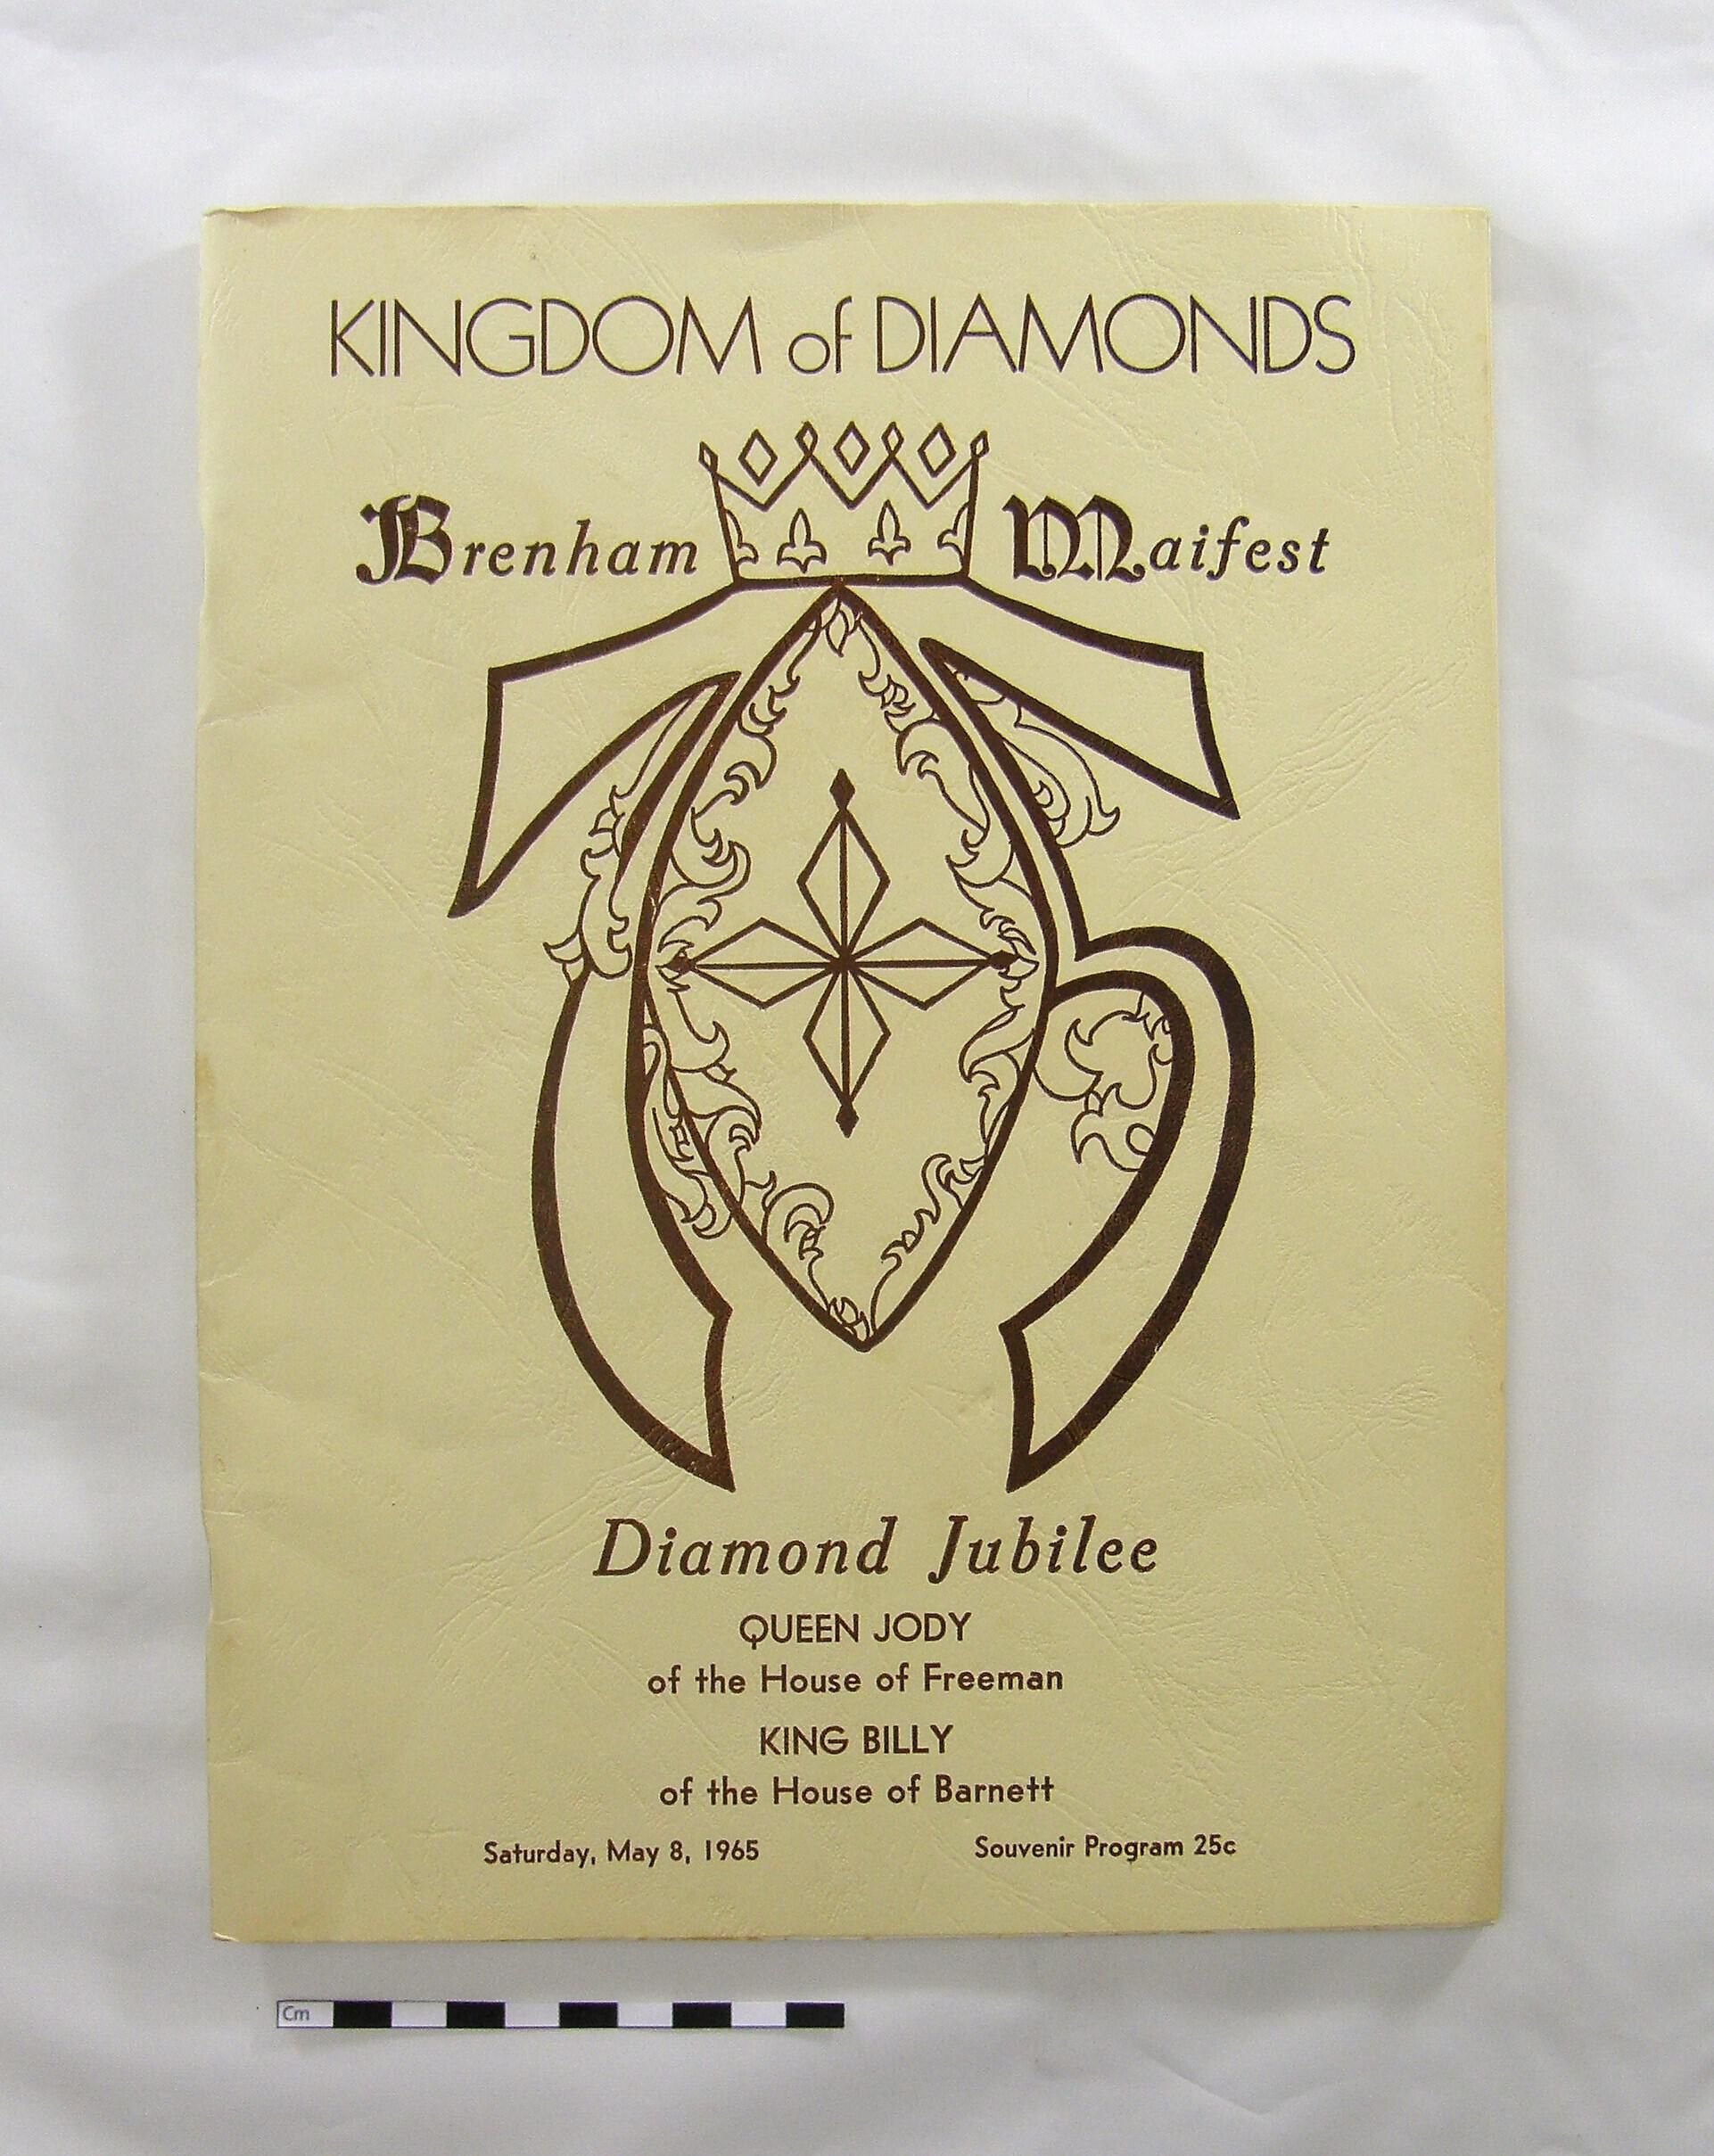 KINGDOM of DIAMONDS
Brenham Maifest
Diamond Jubilee
QUEEN JODY
of the House of Freeman
KING BILLY
of the House of Barnett
Saturday, May 8, 1965 Souvenir Program 25c
Cm